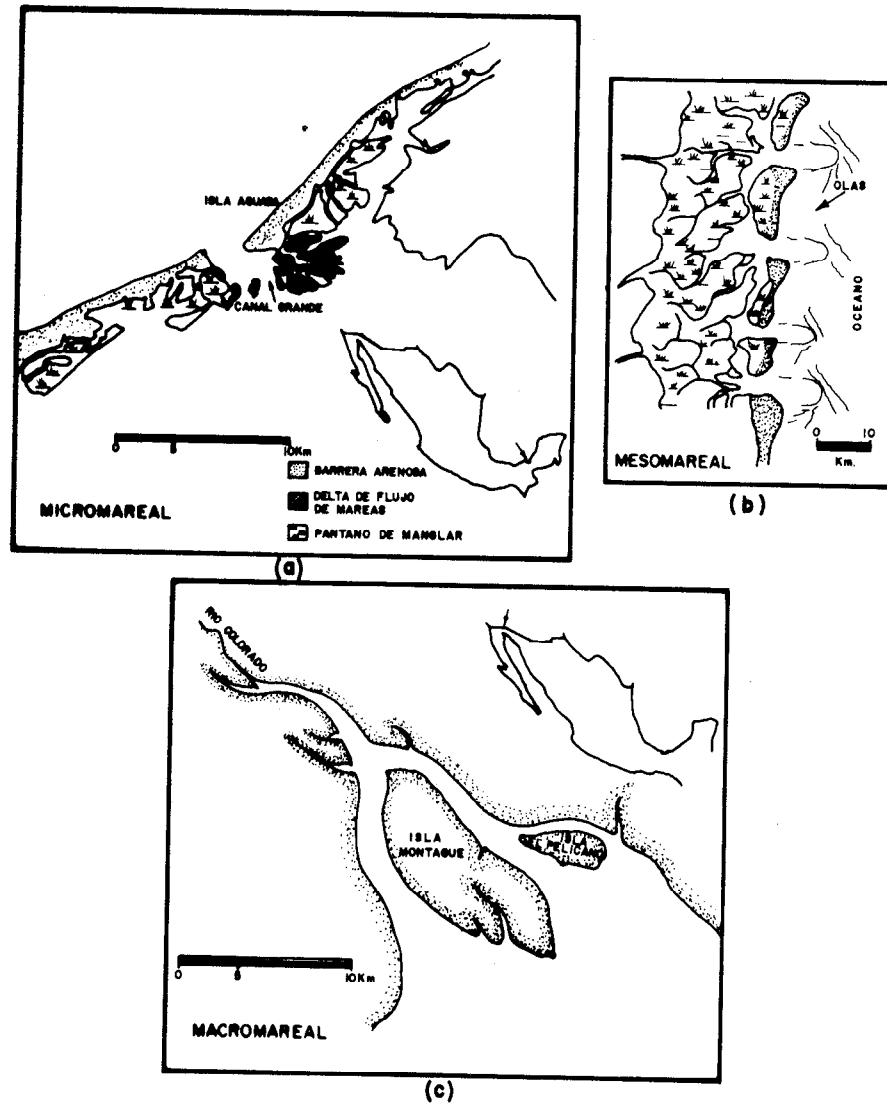 ISLA AGUADA
CANAL GRANDE
0 5 10Km
BARRERA ARENOSA
DELTA DE FLUJO
DE MAREAS
PANTANO DE MANGLAR
MICROMAREAL
(a)
OLAS
OCEANO
0 10
Km.
MESOMAREAL
(b)
RIO COLORADO
ISLA
MONTAGUE
ISLA
PELICANO
0 5 10Km
MACROMAREAL
(c)